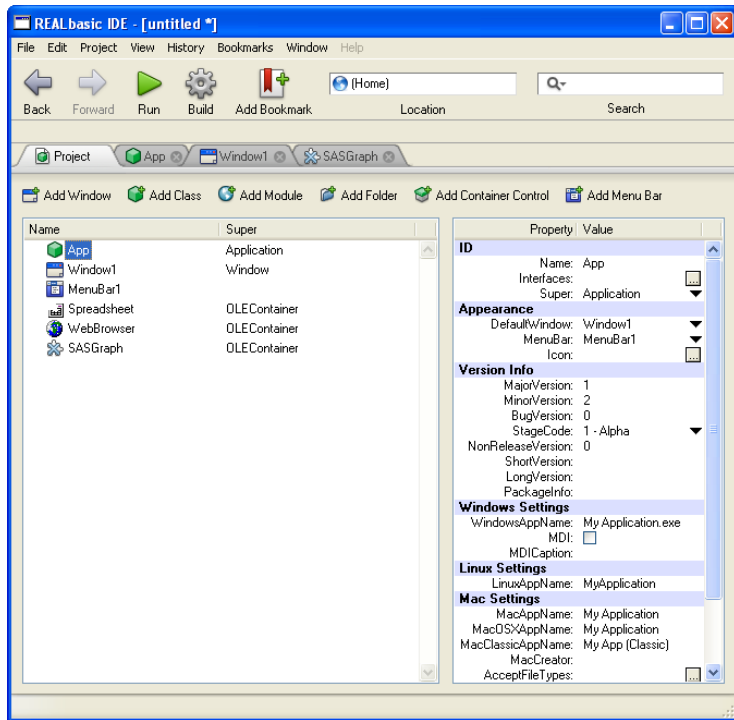 REALbasic IDE - [untitled *]
File Edit Project View History Bookmarks Window Help
(Home)
Back Forward Run Build Add Bookmark Location Search
Project App Window1 SASGraph
Add Window Add Class Add Module Add Folder Add Container Control Add Menu Bar
Name Super
App Application
Window1 Window
MenuBar1
Spreadsheet OLEContainer
WebBrowser OLEContainer
SASGraph OLEContainer
Property Value
ID
Name: App
Interfaces: ...
Super: Application
Appearance
DefaultWindow: Window1
MenuBar: MenuBar1
Icon: ...
Version Info
MajorVersion: 1
MinorVersion: 2
BugVersion: 0
StageCode: 1 - Alpha
NonReleaseVersion: 0
ShortVersion:
LongVersion:
PackageInfo:
Windows Settings
WindowsAppName: My Application.exe
MDI:
MDICaption:
Linux Settings
LinuxAppName: MyApplication
Mac Settings
MacAppName: My Application
MacOSXAppName: My Application
MacClassicAppName: My App (Classic)
MacCreator:
AcceptFileTypes: ...